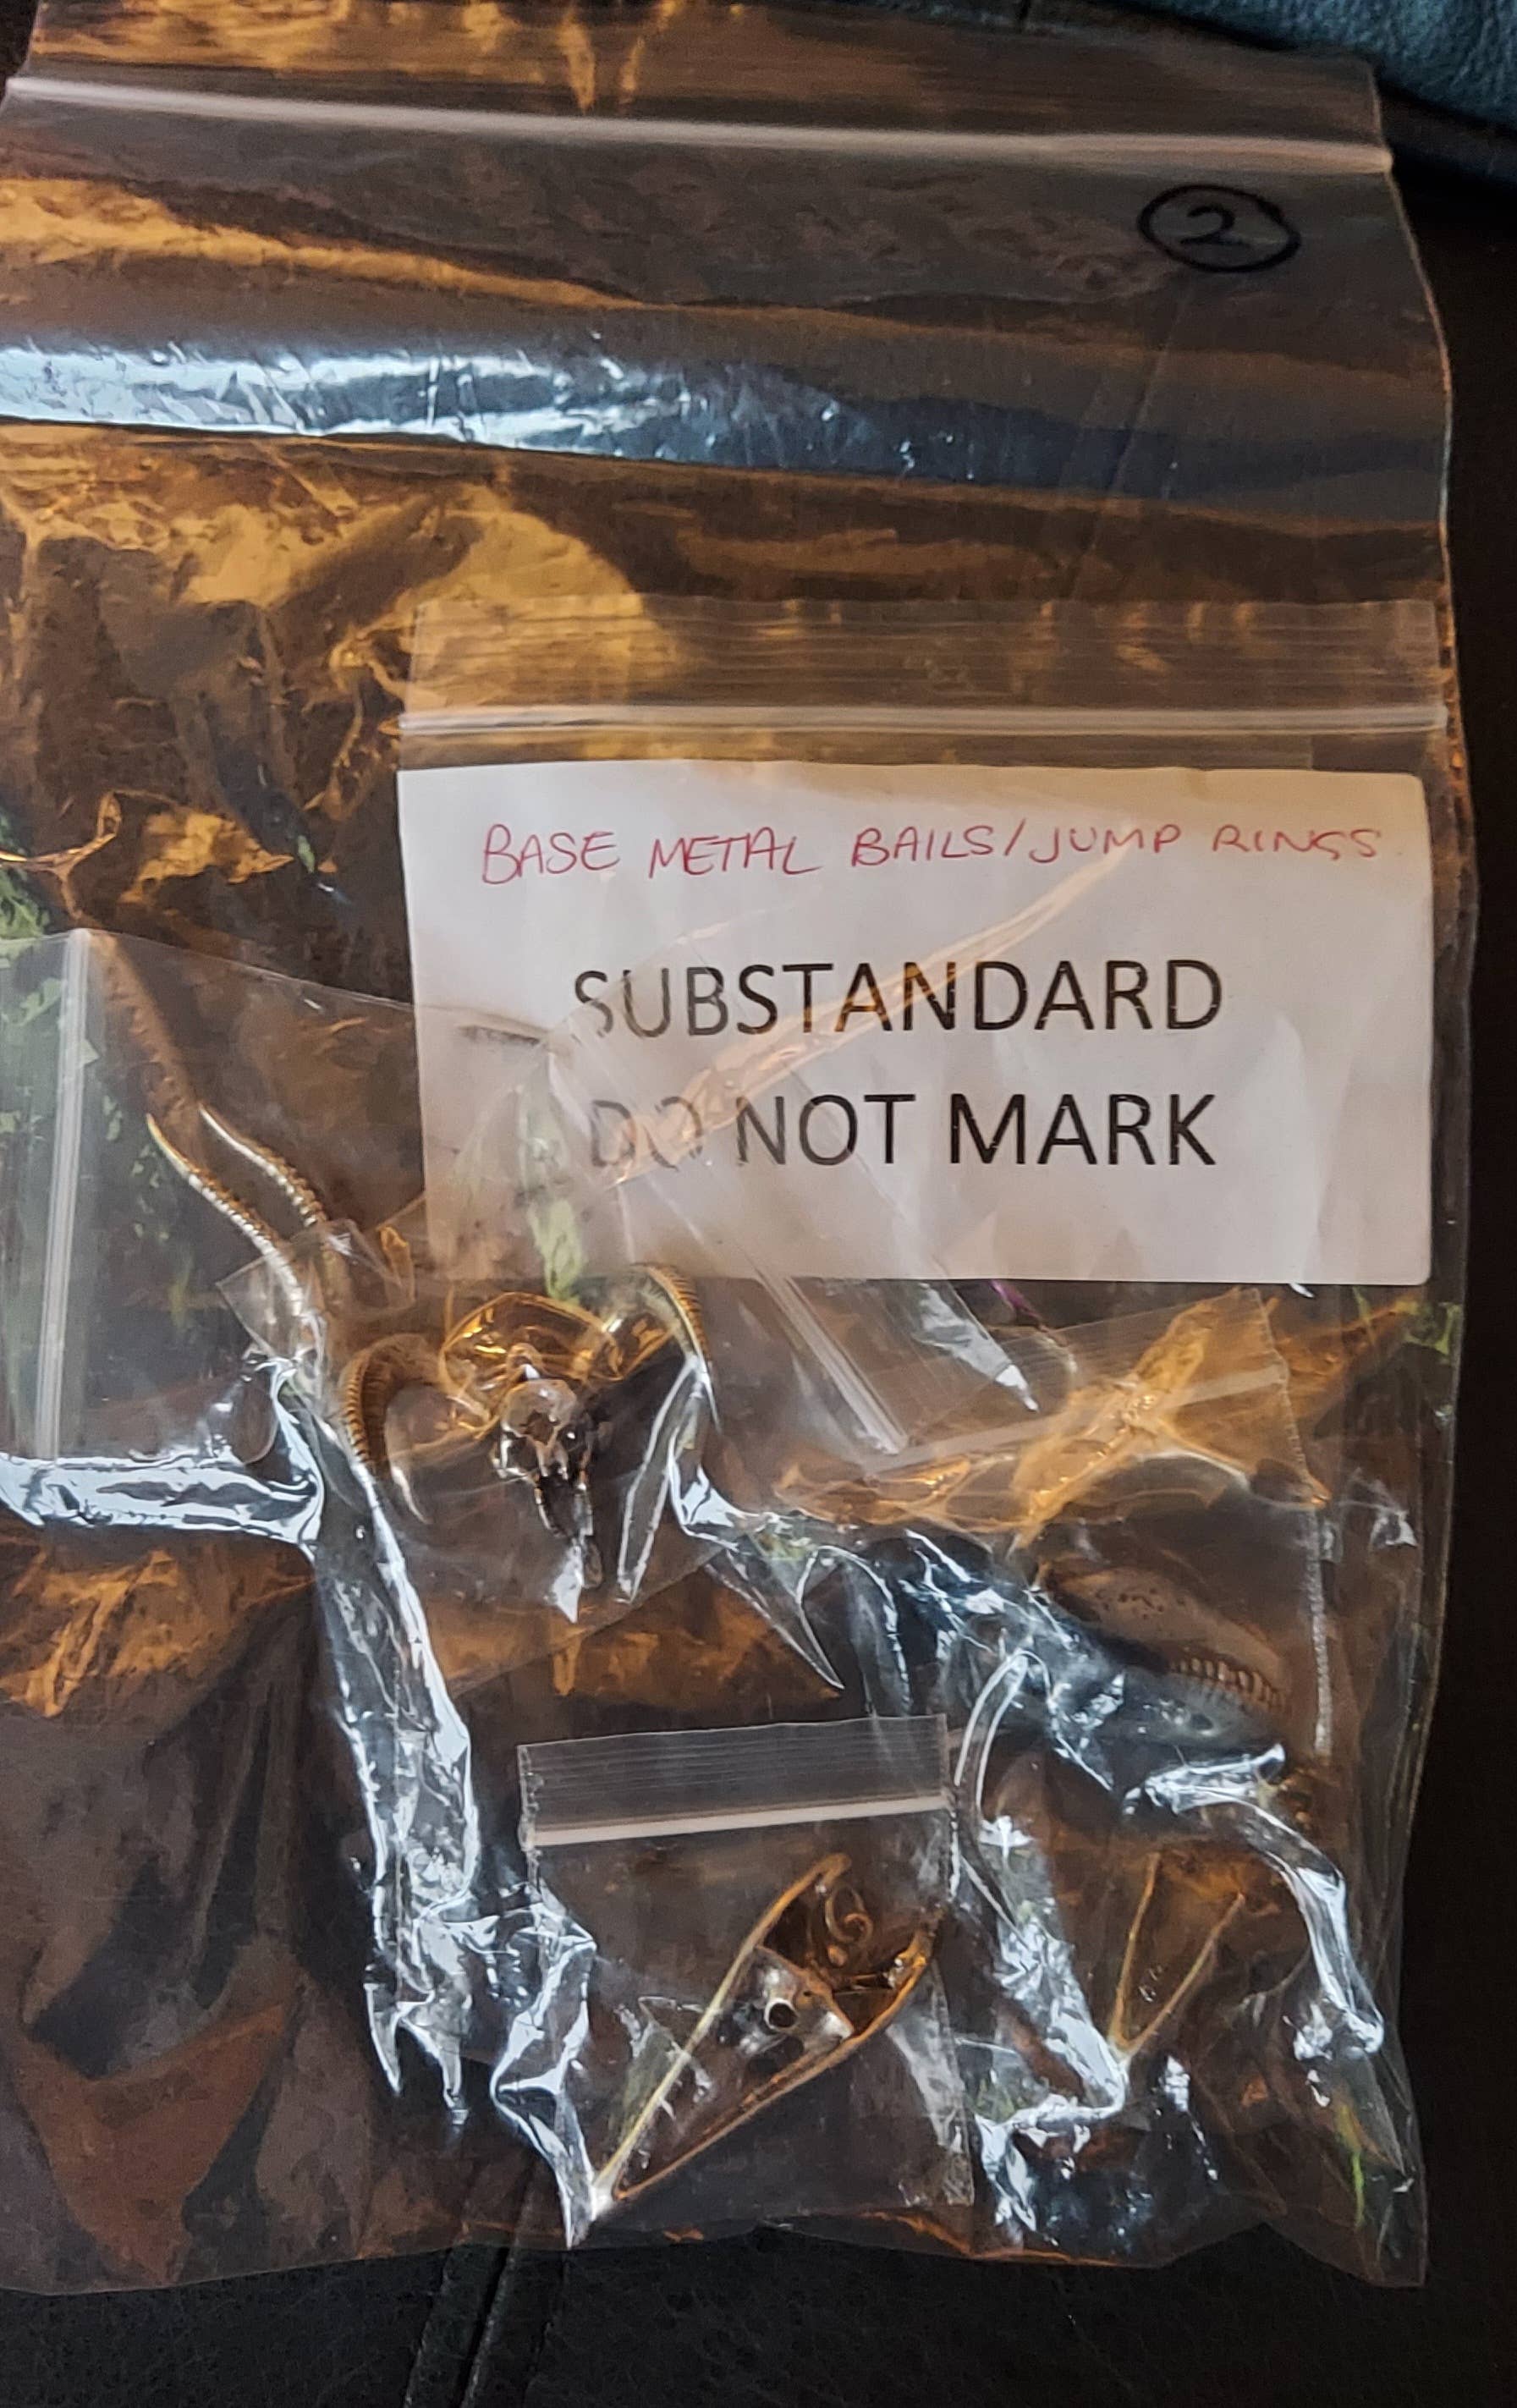 2
BASE METAL BAILS/JUMP RINGS
SUBSTANDARD
DO NOT MARK